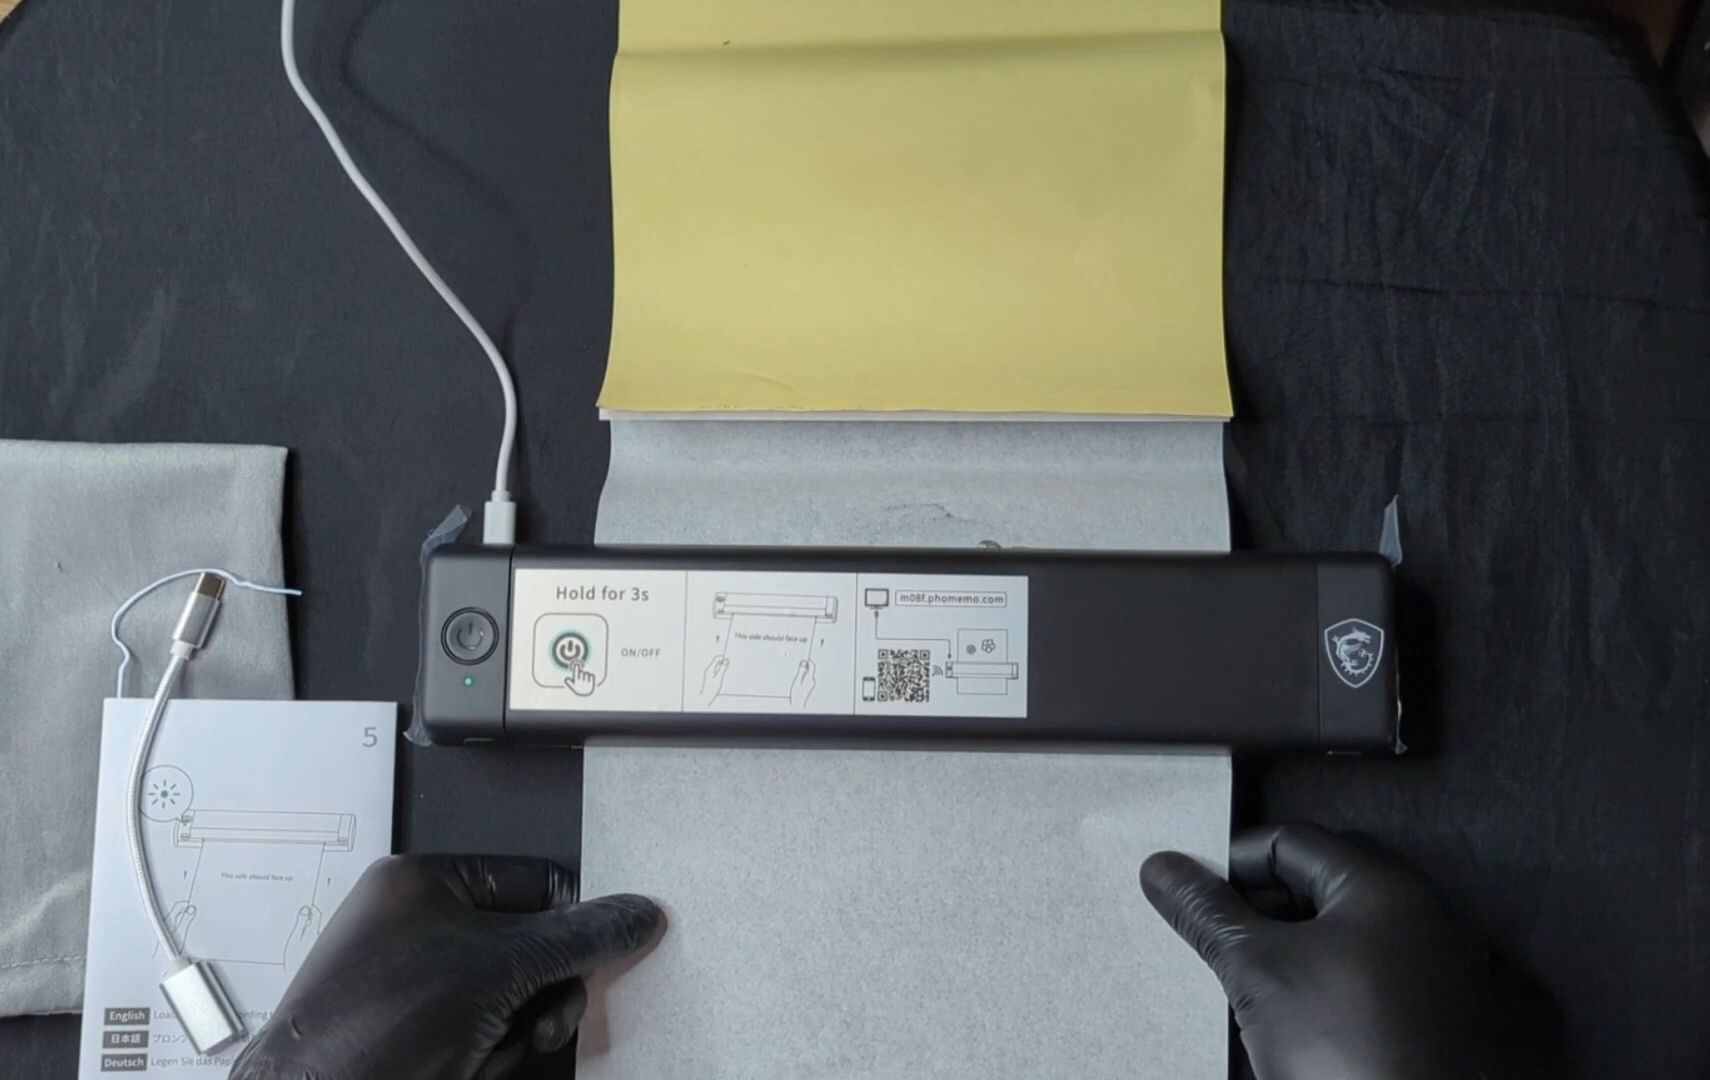 Hold for 3s
ON/OFF
This side should face up
m08f.phomemo.com
5
This side should face up
English
日本語
Deutsch Legen Sie das